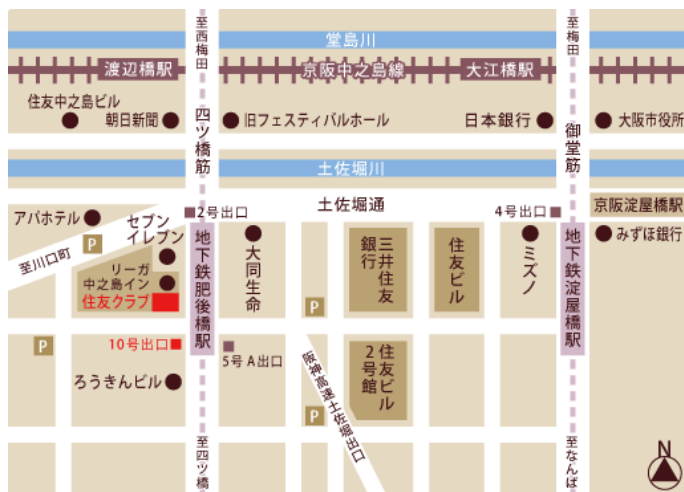 至西梅田
至梅田
堂島川
渡辺橋駅
京阪中之島線
大江橋駅
住友中之島ビル
朝日新聞
四ツ橋筋
旧フェスティバルホール
日本銀行
御堂筋
大阪市役所
土佐堀川
土佐堀通
アパホテル
セブン
イレブン
2号出口
4号出口
京阪淀屋橋駅
みずほ銀行
P
至川口町
リーガ
中之島イン
住友クラブ
地下鉄肥後橋駅
大同生命
三井住友
銀行
住友ビル
ミズノ
地下鉄淀屋橋駅
P
P
10号出口
5号A出口
ろうきんビル
阪神高速土佐堀出口
住友ビル
2号館
P
至四ツ橋
至なんば
N